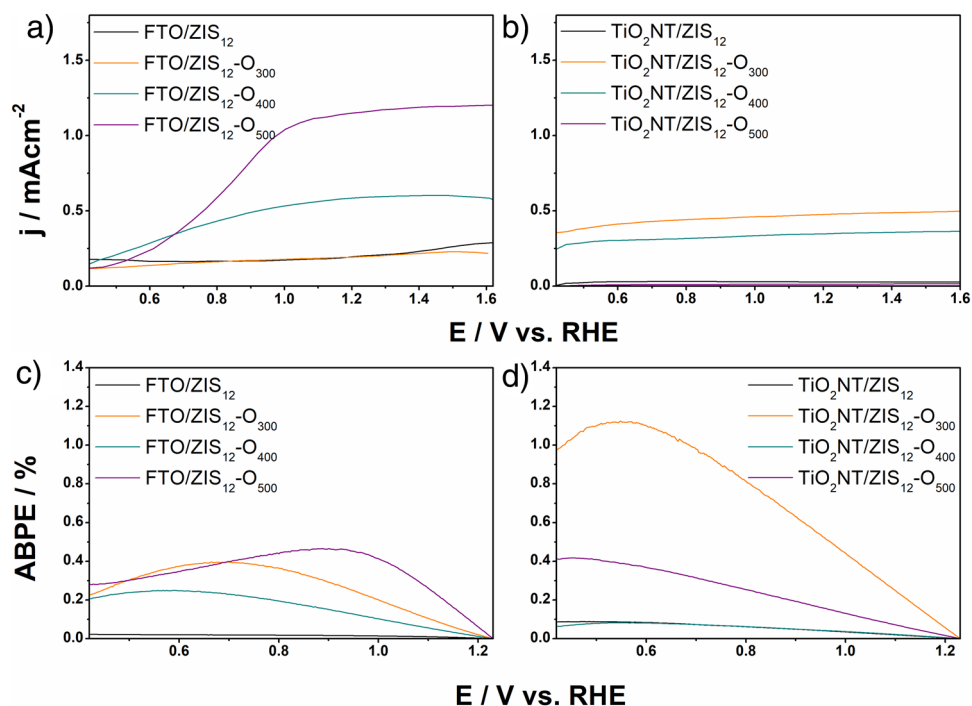 a)
FTO/ZIS12
FTO/ZIS12-O300
FTO/ZIS12-O400
FTO/ZIS12-O500
1.5
1.0
0.5
0.0
0.6 0.8 1.0 1.2 1.4 1.6
j / mAcm-2
b)
TiO2NT/ZIS12
TiO2NT/ZIS12-O300
TiO2NT/ZIS12-O400
TiO2NT/ZIS12-O500
1.5
1.0
0.5
0.0
0.6 0.8 1.0 1.2 1.4 1.6
E / V vs. RHE
c)
FTO/ZIS12
FTO/ZIS12-O300
FTO/ZIS12-O400
FTO/ZIS12-O500
1.4
1.2
1.0
0.8
0.6
0.4
0.2
0.0
0.6 0.8 1.0 1.2
ABPE / %
d)
TiO2NT/ZIS12
TiO2NT/ZIS12-O300
TiO2NT/ZIS12-O400
TiO2NT/ZIS12-O500
1.4
1.2
1.0
0.8
0.6
0.4
0.2
0.0
0.6 0.8 1.0 1.2
E / V vs. RHE